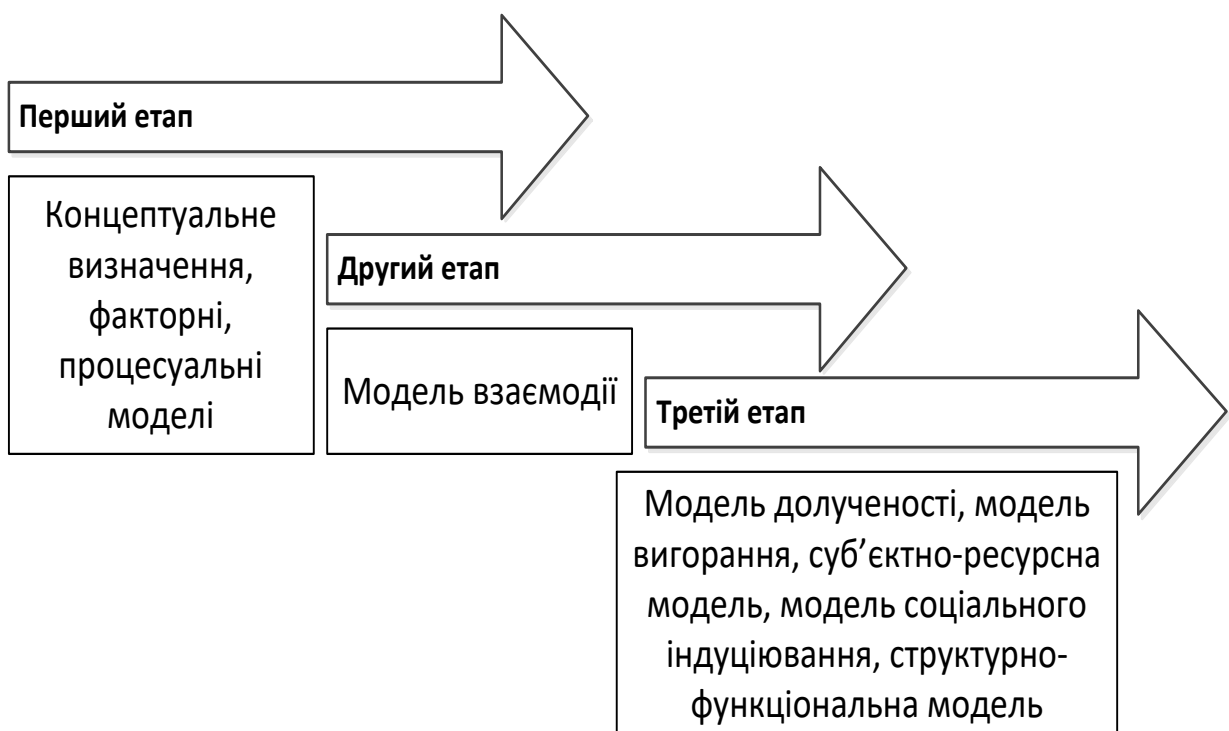 Перший етап
Концептуальне
визначення,
факторні,
процесуальні
моделі
Другий етап
Модель взаємодії
Третій етап
Модель долученості, модель
вигорання, суб’єктно-ресурсна
модель, модель соціального
індуціювання, структурно-
функціональна модель